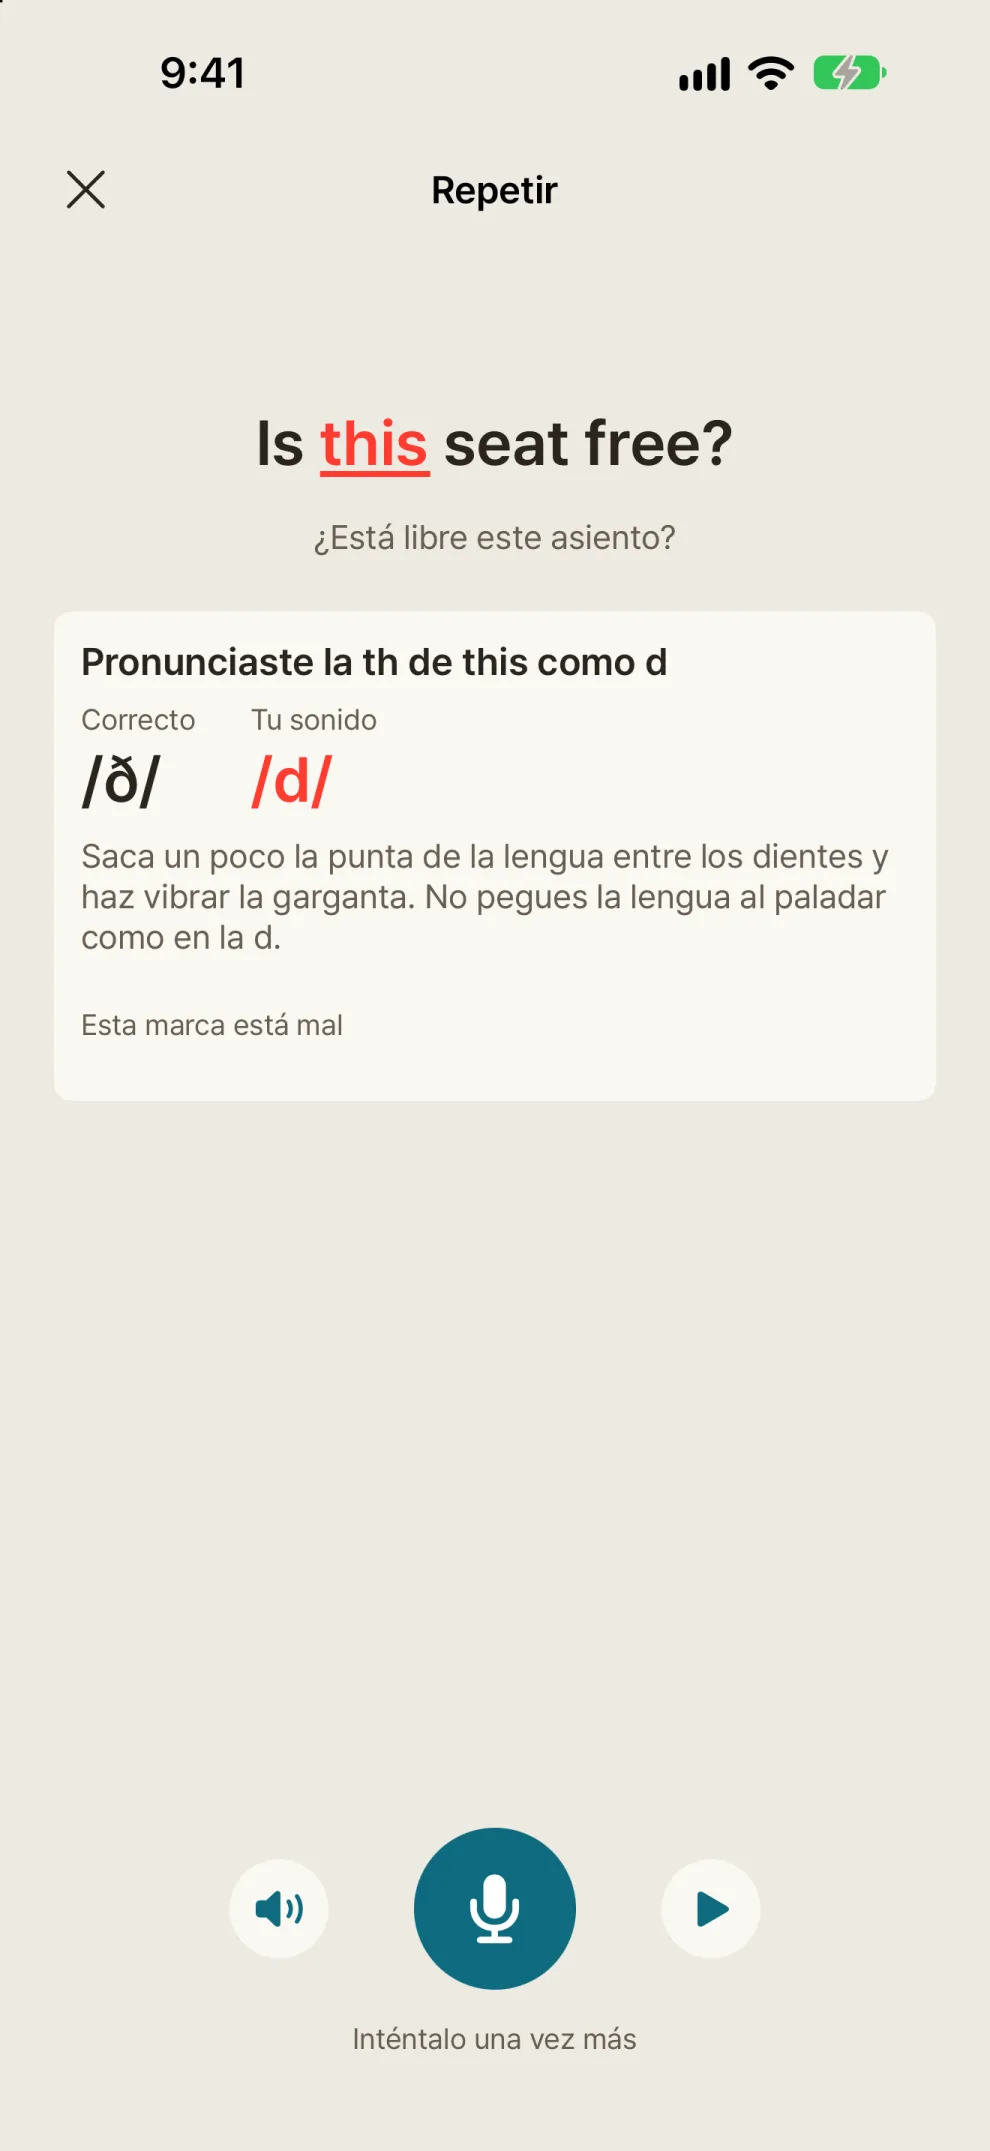 9:41
Repetir
Is this seat free?
¿Está libre este asiento?
Pronunciaste la th de this como d
Correcto Tu sonido
/ð/ /d/
Saca un poco la punta de la lengua entre los dientes y
haz vibrar la garganta. No pegues la lengua al paladar
como en la d.
Esta marca está mal
Inténtalo una vez más